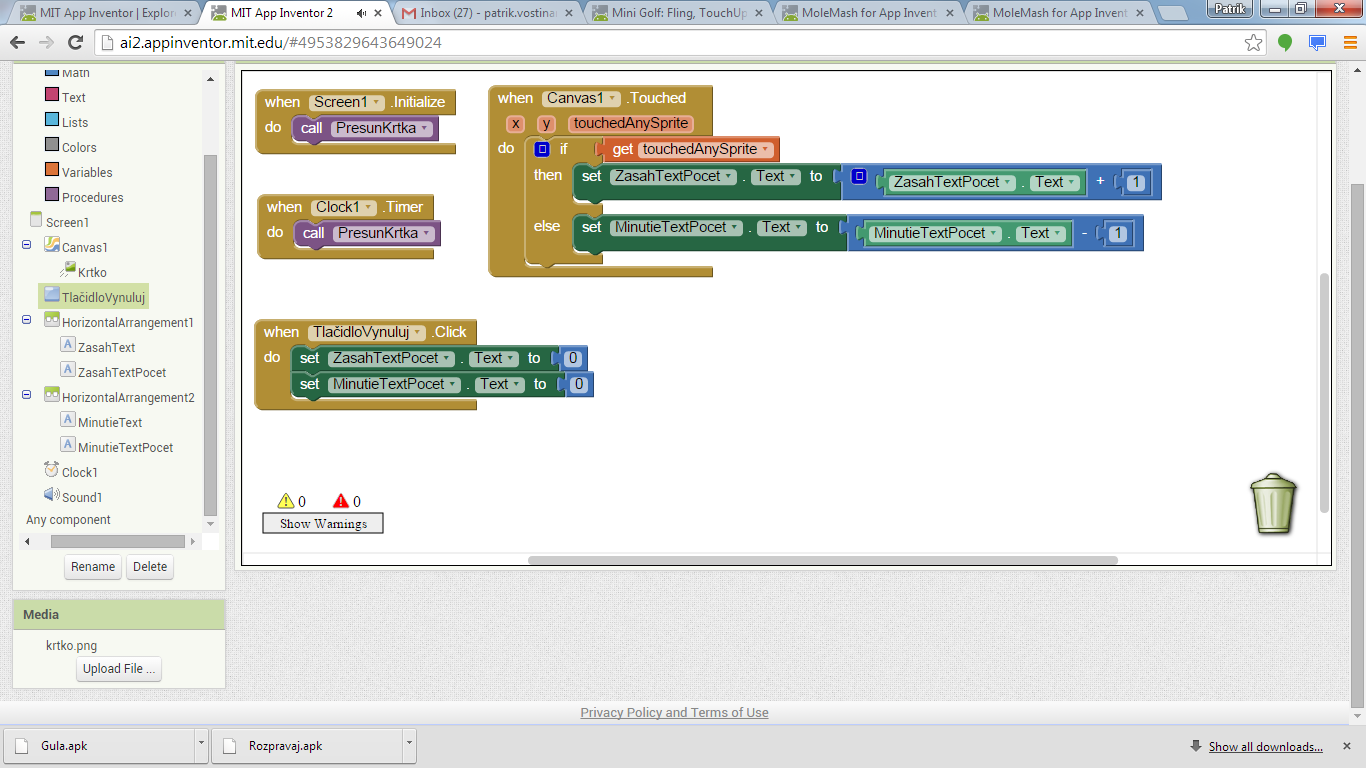 MIT App Inventor | Explore
MIT App Inventor 2
Inbox (27) - patrik.vostinar
Mini Golf: Fling, TouchUp
MoleMash for App Invent
MoleMash for App Invent
Patrik
ai2.appinventor.mit.edu/#4953829643649024
Math
Text
Lists
Colors
Variables
Procedures
Screen1
Canvas1
Krtko
TlačidloVynuluj
HorizontalArrangement1
ZasahText
ZasahTextPocet
HorizontalArrangement2
MinutieText
MinutieTextPocet
Clock1
Sound1
Any component
Rename Delete
Media
krtko.png
Upload File ...
when Screen1 .Initialize
do call PresunKrtka
when Clock1 .Timer
do call PresunKrtka
when Canvas1 .Touched
x y touchedAnySprite
do if get touchedAnySprite
then set ZasahTextPocet . Text to ZasahTextPocet . Text + 1
else set MinutieTextPocet . Text to MinutieTextPocet . Text - 1
when TlačidloVynuluj .Click
do set ZasahTextPocet . Text to 0
set MinutieTextPocet . Text to 0
0 0
Show Warnings
Privacy Policy and Terms of Use
Gula.apk
Rozpravaj.apk
Show all downloads...